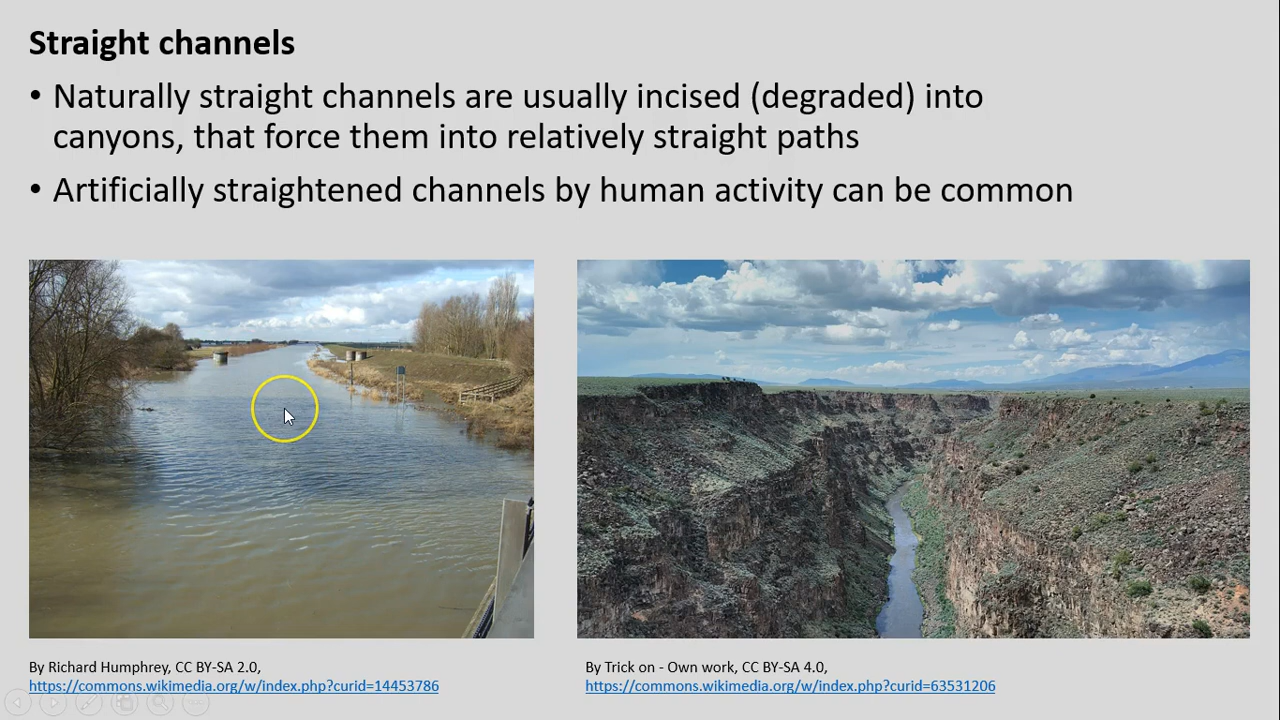 Straight channels
• Naturally straight channels are usually incised (degraded) into
canyons, that force them into relatively straight paths
• Artificially straightened channels by human activity can be common
By Richard Humphrey, CC BY-SA 2.0,
https://commons.wikimedia.org/w/index.php?curid=14453786
By Trick on - Own work, CC BY-SA 4.0,
https://commons.wikimedia.org/w/index.php?curid=63531206